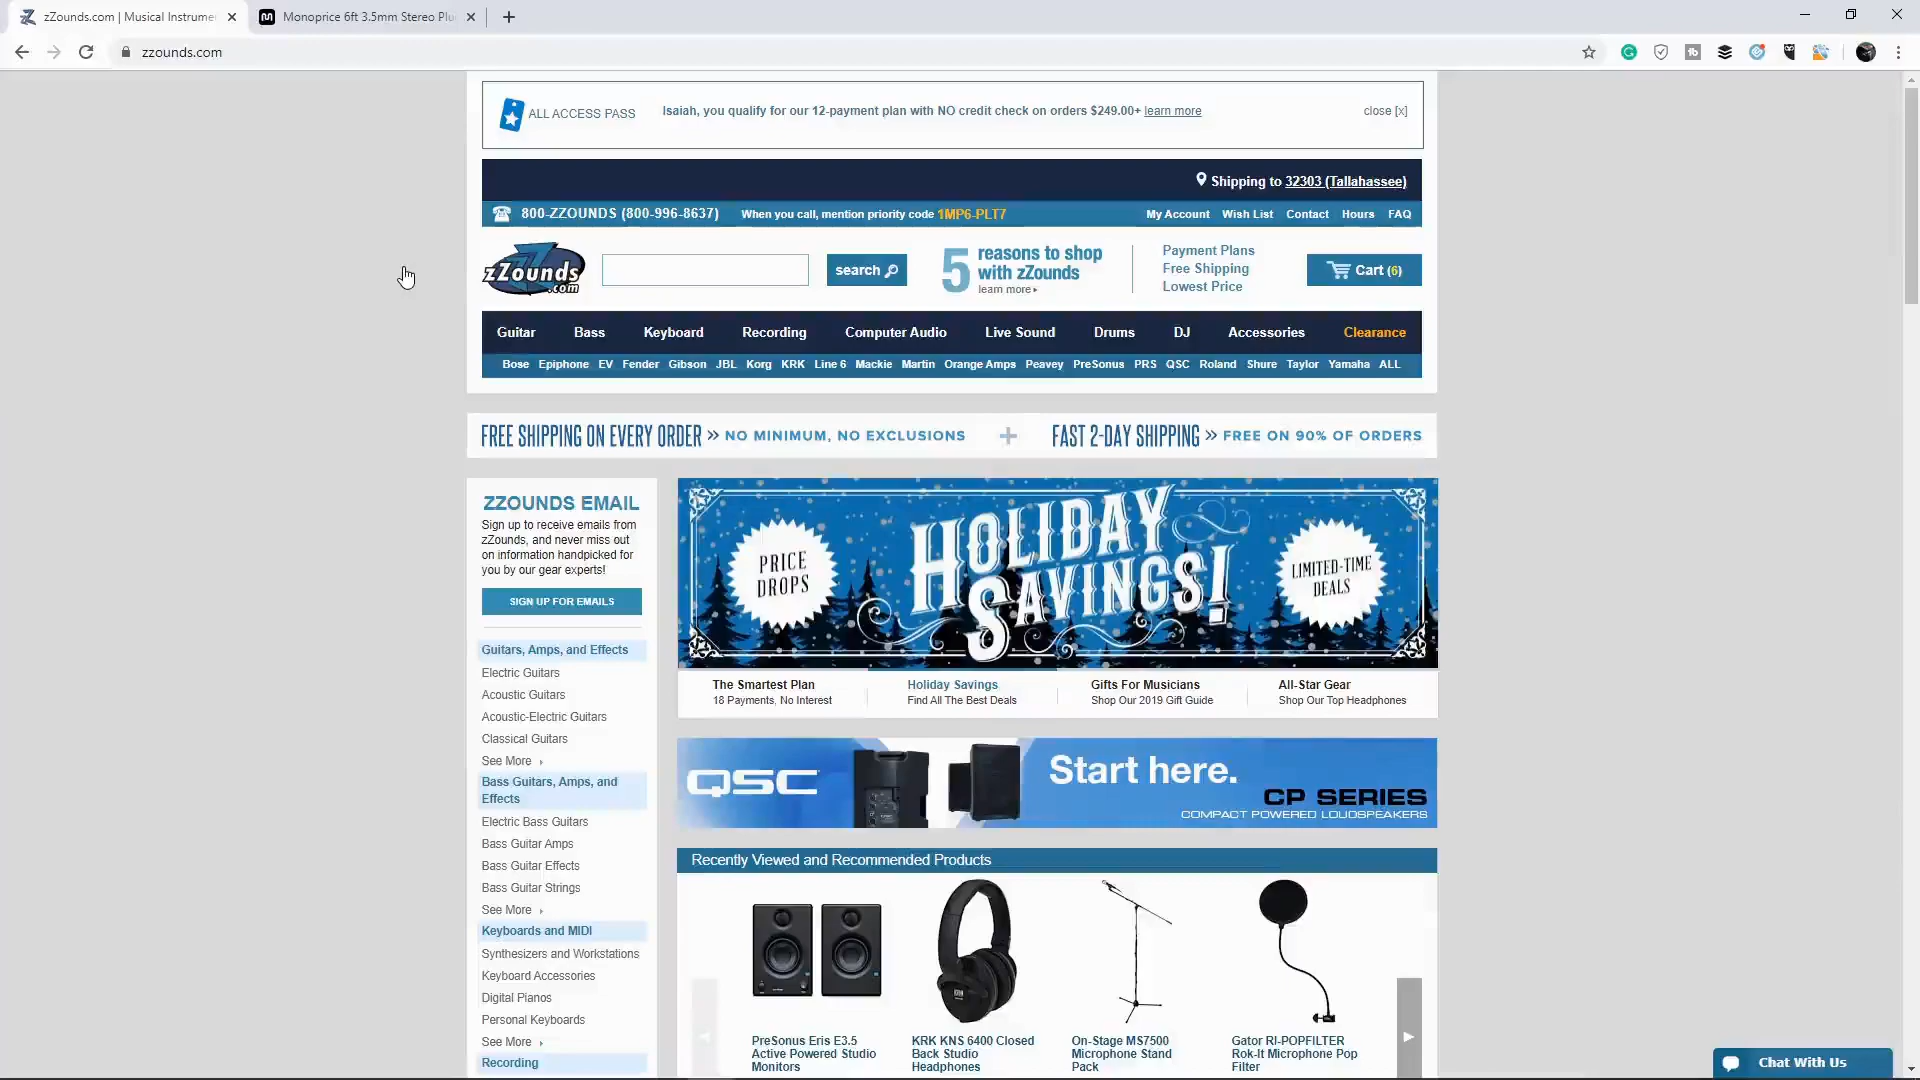 zZounds.com | Musical Instrume
Monoprice 6ft 3.5mm Stereo Plu
zzounds.com
ALL ACCESS PASS
Isaiah, you qualify for our 12-payment plan with NO credit check on orders $249.00+ learn more
close [x]
Shipping to 32303 (Tallahassee)
800-ZZOUNDS (800-996-8637)
When you call, mention priority code 1MP6-PLT7
My Account Wish List Contact Hours FAQ
zZounds.com
search
5 reasons to shop with zZounds
learn more
Payment Plans
Free Shipping
Lowest Price
Cart (6)
Guitar Bass Keyboard Recording Computer Audio Live Sound Drums DJ Accessories Clearance
Bose Epiphone EV Fender Gibson JBL Korg KRK Line 6 Mackie Martin Orange Amps Peavey PreSonus PRS QSC Roland Shure Taylor Yamaha ALL
FREE SHIPPING ON EVERY ORDER » NO MINIMUM, NO EXCLUSIONS + FAST 2-DAY SHIPPING » FREE ON 90% OF ORDERS
ZZOUNDS EMAIL
Sign up to receive emails from
zZounds, and never miss out
on information handpicked for
you by our gear experts!
SIGN UP FOR EMAILS
Guitars, Amps, and Effects
Electric Guitars
Acoustic Guitars
Acoustic-Electric Guitars
Classical Guitars
See More
Bass Guitars, Amps, and
Effects
Electric Bass Guitars
Bass Guitar Amps
Bass Guitar Effects
Bass Guitar Strings
See More
Keyboards and MIDI
Synthesizers and Workstations
Keyboard Accessories
Digital Pianos
Personal Keyboards
See More
Recording
PRICE
DROPS
HOLIDAY
SAVINGS!
LIMITED-TIME
DEALS
The Smartest Plan
18 Payments, No Interest
Holiday Savings
Find All The Best Deals
Gifts For Musicians
Shop Our 2019 Gift Guide
All-Star Gear
Shop Our Top Headphones
QSC
Start here.
CP SERIES
COMPACT POWERED LOUDSPEAKERS
Recently Viewed and Recommended Products
PreSonus Eris E3.5
Active Powered Studio
Monitors
KRK KNS 6400 Closed
Back Studio
Headphones
On-Stage MS7500
Microphone Stand
Pack
Gator RI-POPFILTER
Rok-It Microphone Pop
Filter
Chat With Us